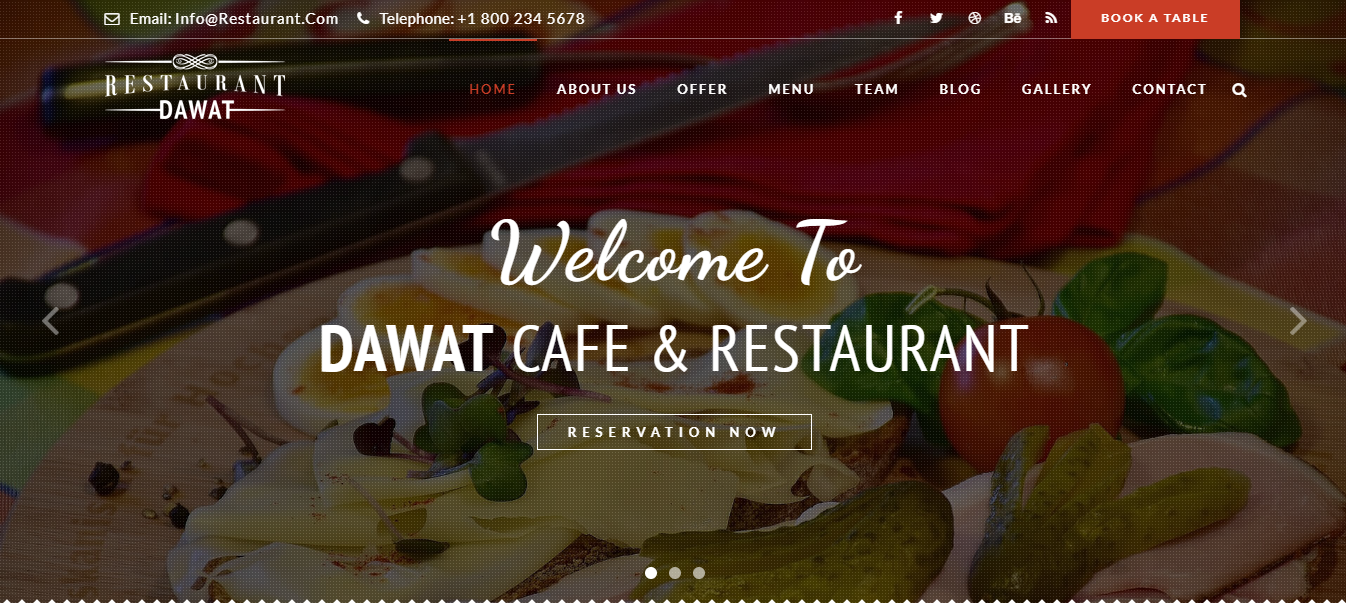 Email: Info@Restaurant.Com Telephone: +1 800 234 5678 BOOK A TABLE
RESTAURANT
DAWAT
HOME ABOUT US OFFER MENU TEAM BLOG GALLERY CONTACT
Welcome To
DAWAT CAFE & RESTAURANT
RESERVATION NOW